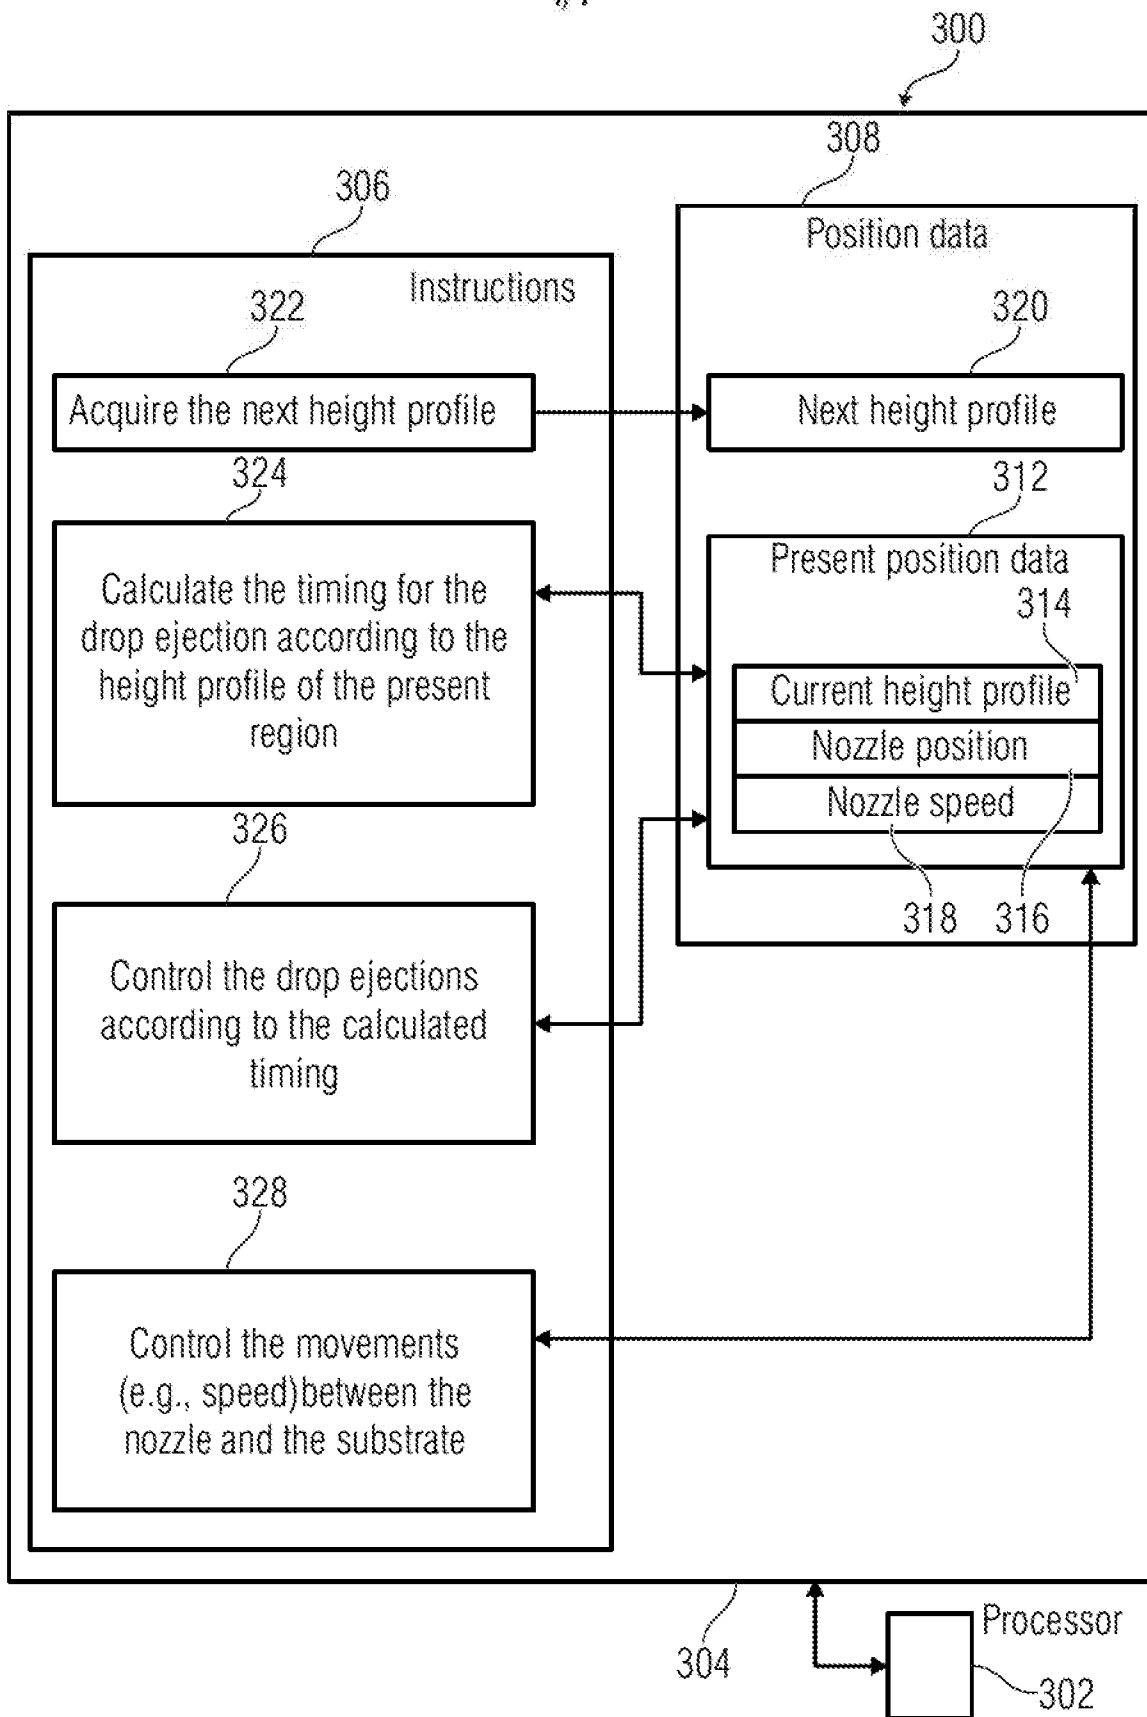 300
308
306
Position data
Instructions
322
320
Acquire the next height profile
Next height profile
324
312
Calculate the timing for the
drop ejection according to the
height profile of the present
region
Present position data
314
Current height profile
Nozzle position
Nozzle speed
326
318
316
Control the drop ejections
according to the calculated
timing
328
Control the movements
(e.g., speed)between the
nozzle and the substrate
304
Processor
302